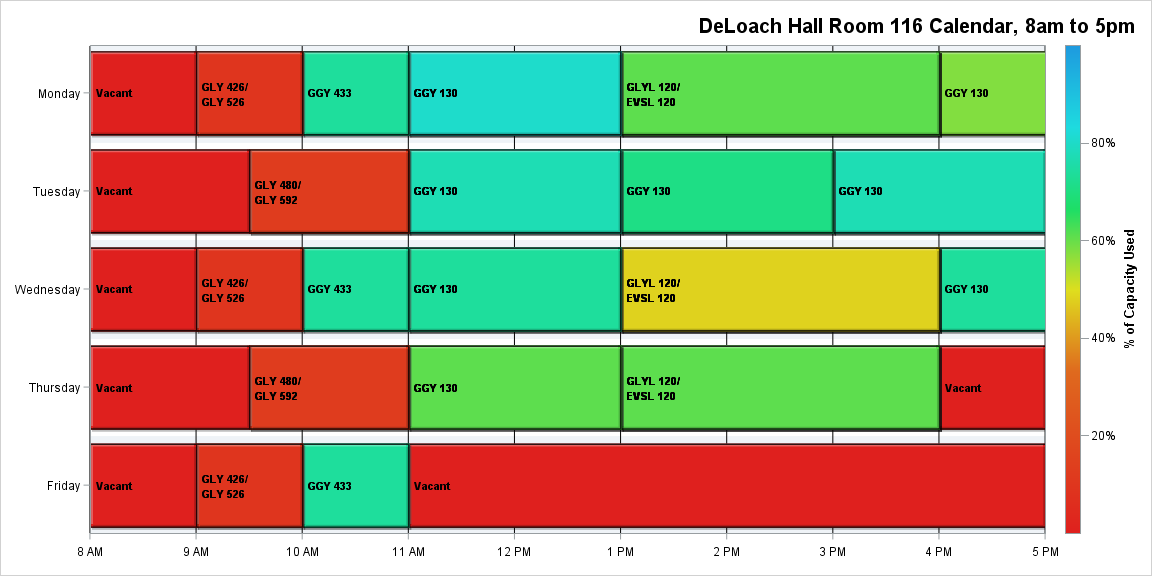 DeLoach Hall Room 116 Calendar, 8am to 5pm
Monday
Vacant
GLY 426/
GLY 526
GGY 433
GGY 130
GLYL 120/
EVSL 120
GGY 130
Tuesday
Vacant
GLY 480/
GLY 592
GGY 130
GGY 130
GGY 130
Wednesday
Vacant
GLY 426/
GLY 526
GGY 433
GGY 130
GLYL 120/
EVSL 120
GGY 130
Thursday
Vacant
GLY 480/
GLY 592
GGY 130
GLYL 120/
EVSL 120
Vacant
Friday
Vacant
GLY 426/
GLY 526
GGY 433
Vacant
8 AM
9 AM
10 AM
11 AM
12 PM
1 PM
2 PM
3 PM
4 PM
5 PM
80%
60%
40%
20%
% of Capacity Used